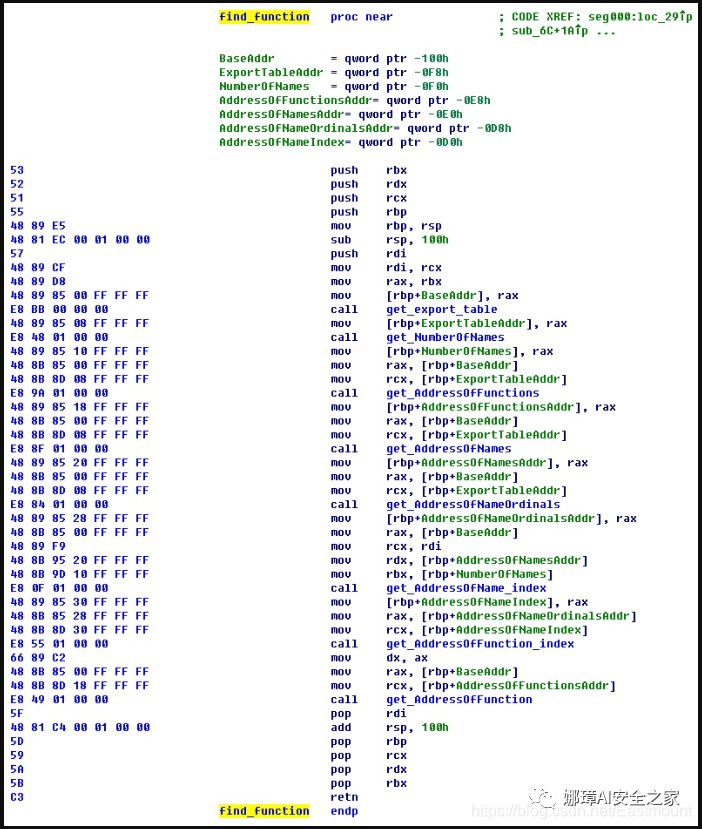 find_function proc near ; CODE XREF: seg000:loc_29↑p
; sub_6C+1A↑p ...
BaseAddr = qword ptr -100h
ExportTableAddr = qword ptr -0F8h
NumberOfNames = qword ptr -0F0h
AddressOfFunctionsAddr= qword ptr -0E8h
AddressOfNamesAddr= qword ptr -0E0h
AddressOfNameOrdinalsAddr= qword ptr -0D8h
AddressOfNameIndex= qword ptr -0D0h
53 push rbx
52 push rdx
51 push rcx
55 push rbp
48 89 E5 mov rbp, rsp
48 81 EC 00 01 00 00 sub rsp, 100h
57 push rdi
48 89 CF mov rdi, rcx
48 89 D8 mov rax, rbx
48 89 85 00 FF FF FF mov [rbp+BaseAddr], rax
E8 BB 00 00 00 call get_export_table
48 89 85 08 FF FF FF mov [rbp+ExportTableAddr], rax
E8 48 01 00 00 call get_NumberOfNames
48 89 85 10 FF FF FF mov [rbp+NumberOfNames], rax
48 8B 85 00 FF FF FF mov rax, [rbp+BaseAddr]
48 8B 8D 08 FF FF FF mov rcx, [rbp+ExportTableAddr]
E8 9A 01 00 00 call get_AddressOfFunctions
48 89 85 18 FF FF FF mov [rbp+AddressOfFunctionsAddr], rax
48 8B 85 00 FF FF FF mov rax, [rbp+BaseAddr]
48 8B 8D 08 FF FF FF mov rcx, [rbp+ExportTableAddr]
E8 8F 01 00 00 call get_AddressOfNames
48 89 85 20 FF FF FF mov [rbp+AddressOfNamesAddr], rax
48 8B 85 00 FF FF FF mov rax, [rbp+BaseAddr]
48 8B 8D 08 FF FF FF mov rcx, [rbp+ExportTableAddr]
E8 84 01 00 00 call get_AddressOfNameOrdinals
48 89 85 28 FF FF FF mov [rbp+AddressOfNameOrdinalsAddr], rax
48 8B 85 00 FF FF FF mov rax, [rbp+BaseAddr]
48 89 F9 mov rcx, rdi
48 8B 95 20 FF FF FF mov rdx, [rbp+AddressOfNamesAddr]
48 8B 9D 10 FF FF FF mov rbx, [rbp+NumberOfNames]
E8 0F 01 00 00 call get_AddressOfName_index
48 89 85 30 FF FF FF mov [rbp+AddressOfNameIndex], rax
48 8B 85 28 FF FF FF mov rax, [rbp+AddressOfNameOrdinalsAddr]
48 8B 8D 30 FF FF FF mov rcx, [rbp+AddressOfNameIndex]
E8 55 01 00 00 call get_AddressOfFunction_index
66 89 C2 mov dx, ax
48 8B 85 00 FF FF FF mov rax, [rbp+BaseAddr]
48 8B 8D 18 FF FF FF mov rcx, [rbp+AddressOfFunctionsAddr]
E8 49 01 00 00 call get_AddressOfFunction
5F pop rdi
48 81 C4 00 01 00 00 add rsp, 100h
5D pop rbp
59 pop rcx
5A pop rdx
5B pop rbx
C3 retn
find_function endp
娜璋AI安全之家
https://blog.csdn.net/Eastmount